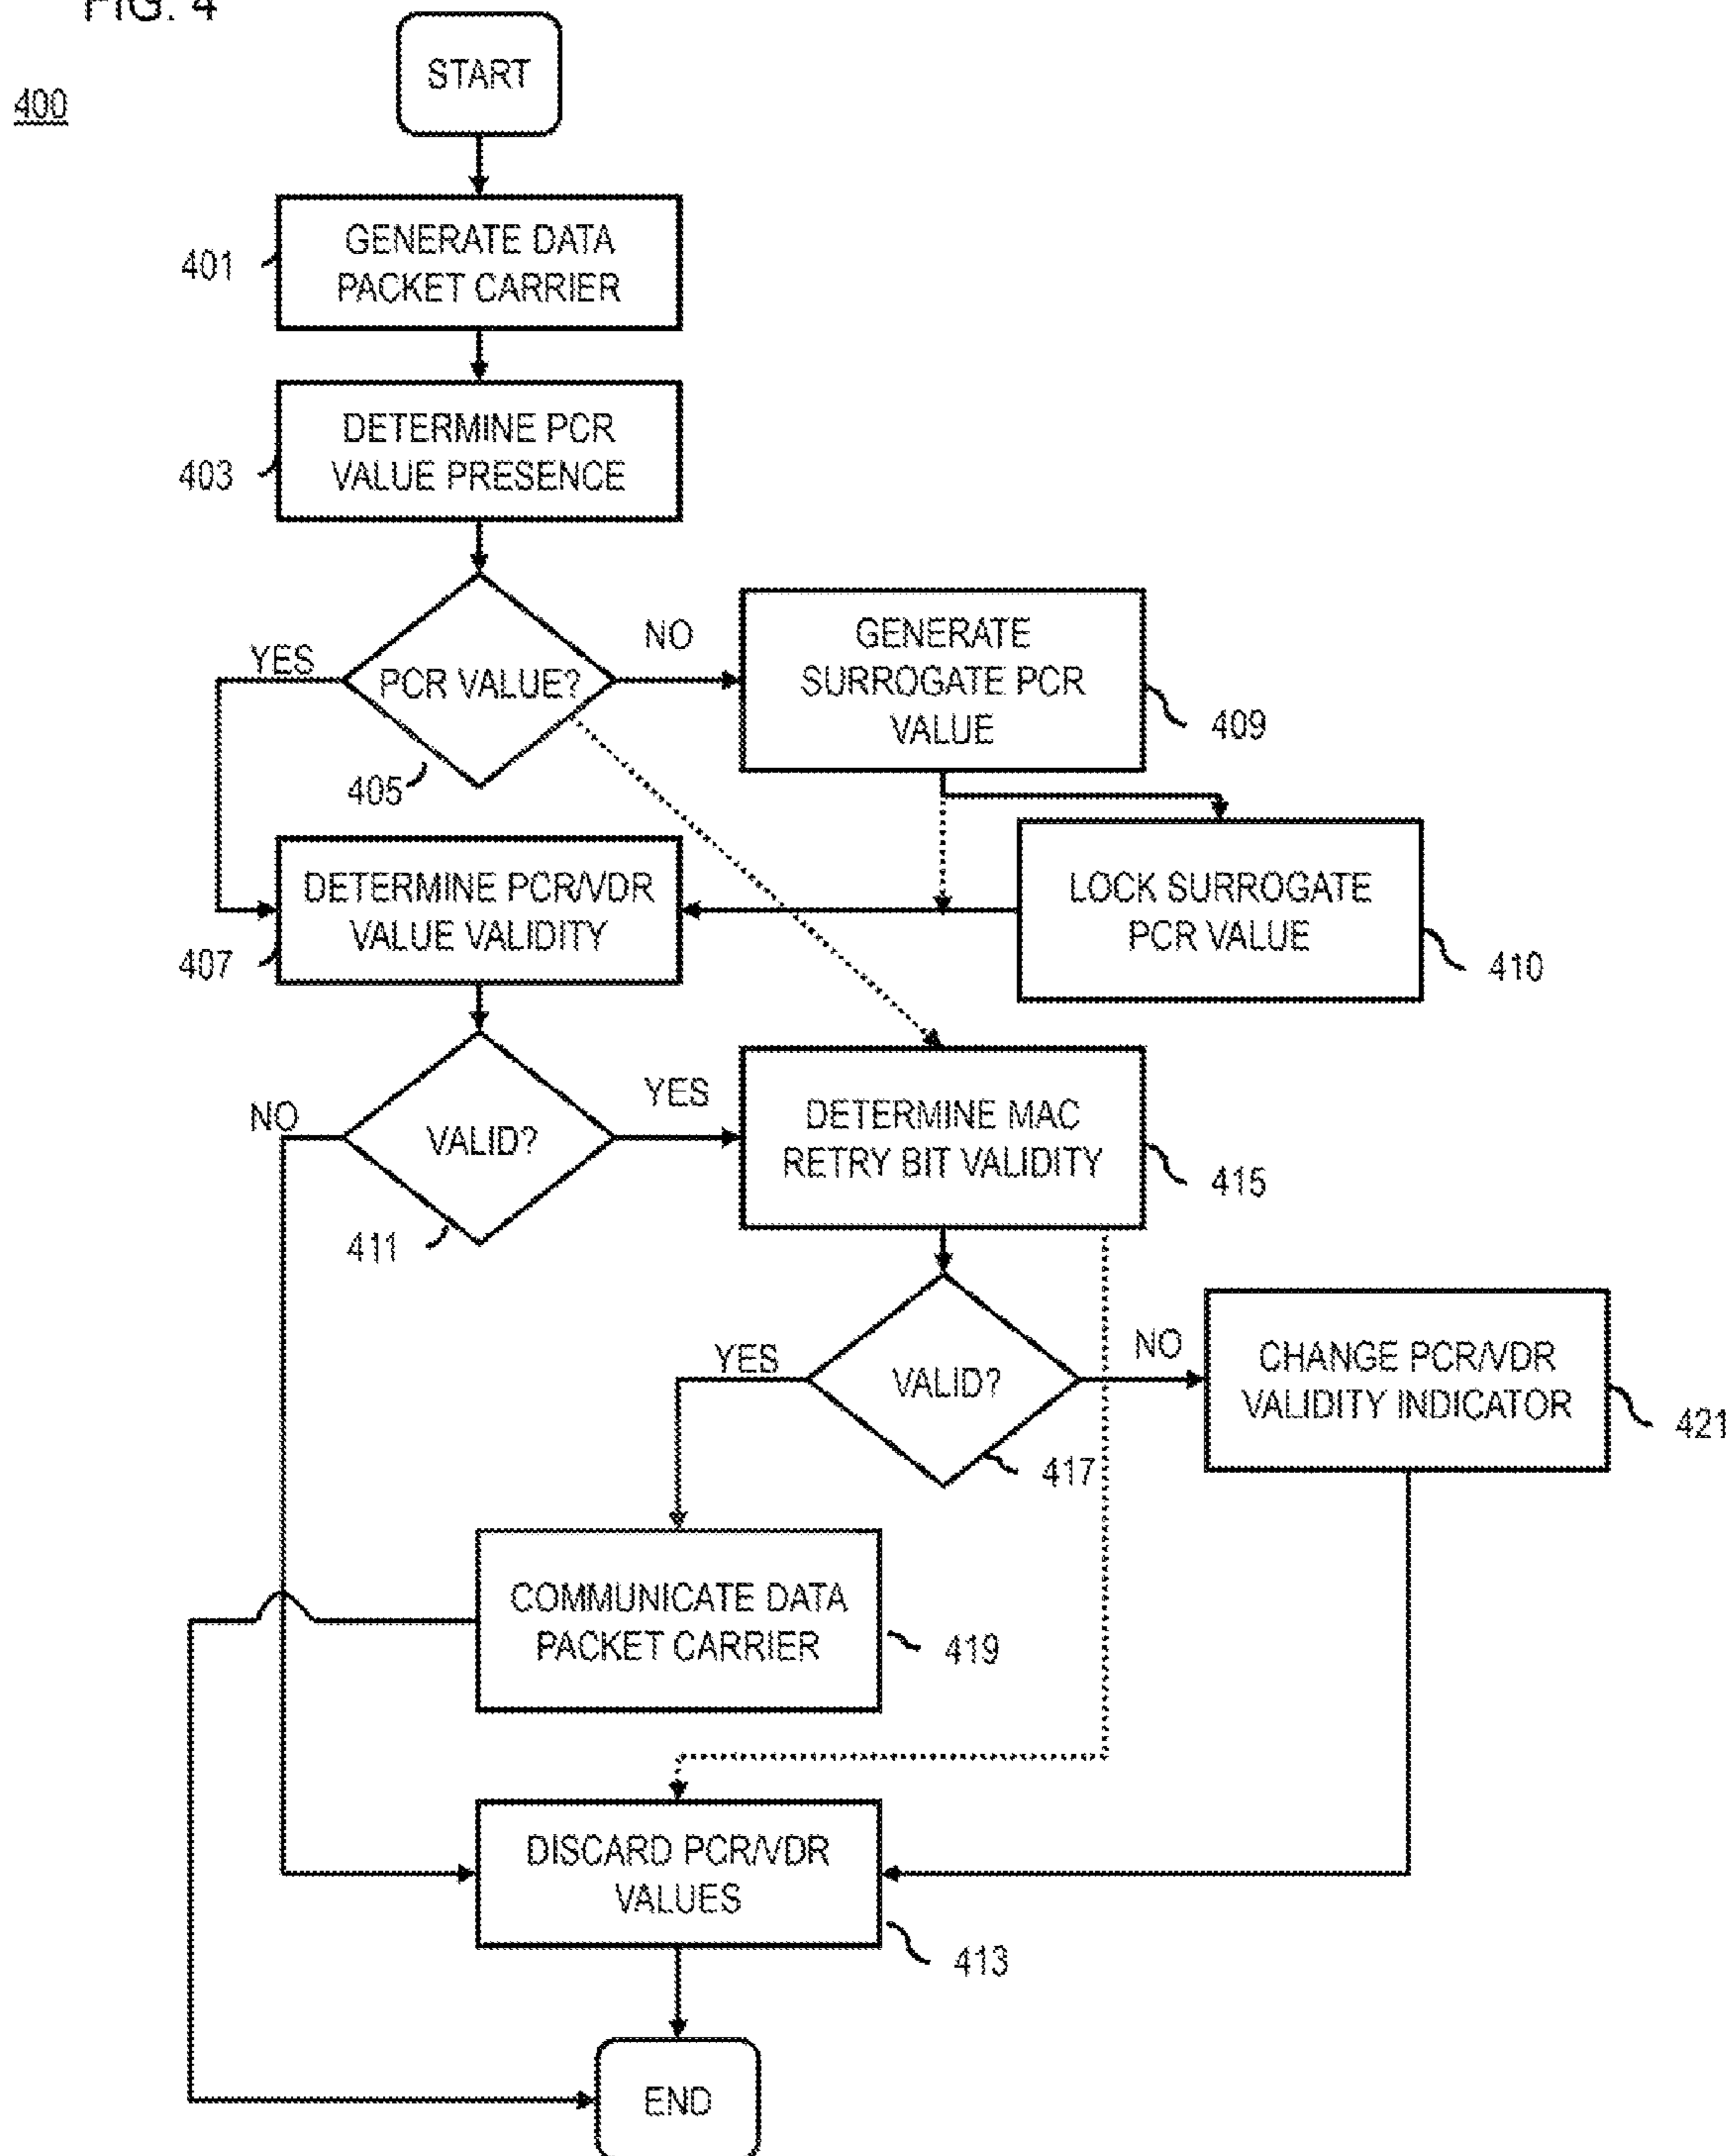 FIG. 4
400
START
GENERATE DATA
PACKET CARRIER
401
DETERMINE PCR
VALUE PRESENCE
403
PCR VALUE?
YES
NO
405
GENERATE
SURROGATE PCR
VALUE
409
LOCK SURROGATE
PCR VALUE
410
DETERMINE PCR/VDR
VALUE VALIDITY
407
VALID?
NO
YES
411
DETERMINE MAC
RETRY BIT VALIDITY
415
VALID?
YES
NO
417
CHANGE PCR/VDR
VALIDITY INDICATOR
421
COMMUNICATE DATA
PACKET CARRIER
419
DISCARD PCR/VDR
VALUES
413
END